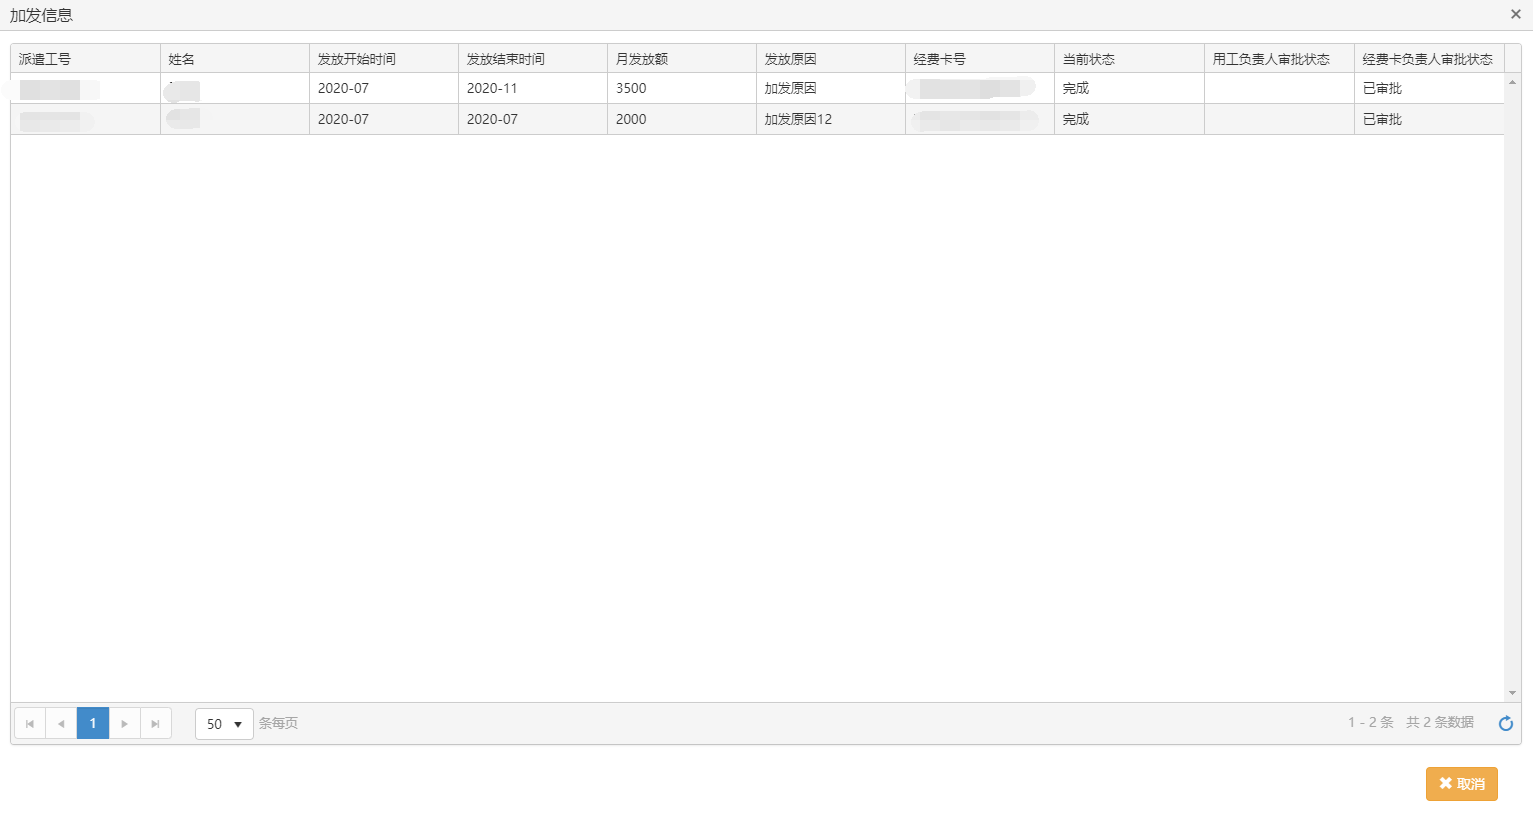 加发信息
派遣工号 姓名 发放开始时间 发放结束时间 月发放额 发放原因 经费卡号 当前状态 用工负责人审批状态 经费卡负责人审批状态
2020-07 2020-11 3500 加发原因 完成 已审批
2020-07 2020-07 2000 加发原因12 完成 已审批
1 50 条每页 1 - 2 条 共 2 条数据
取消